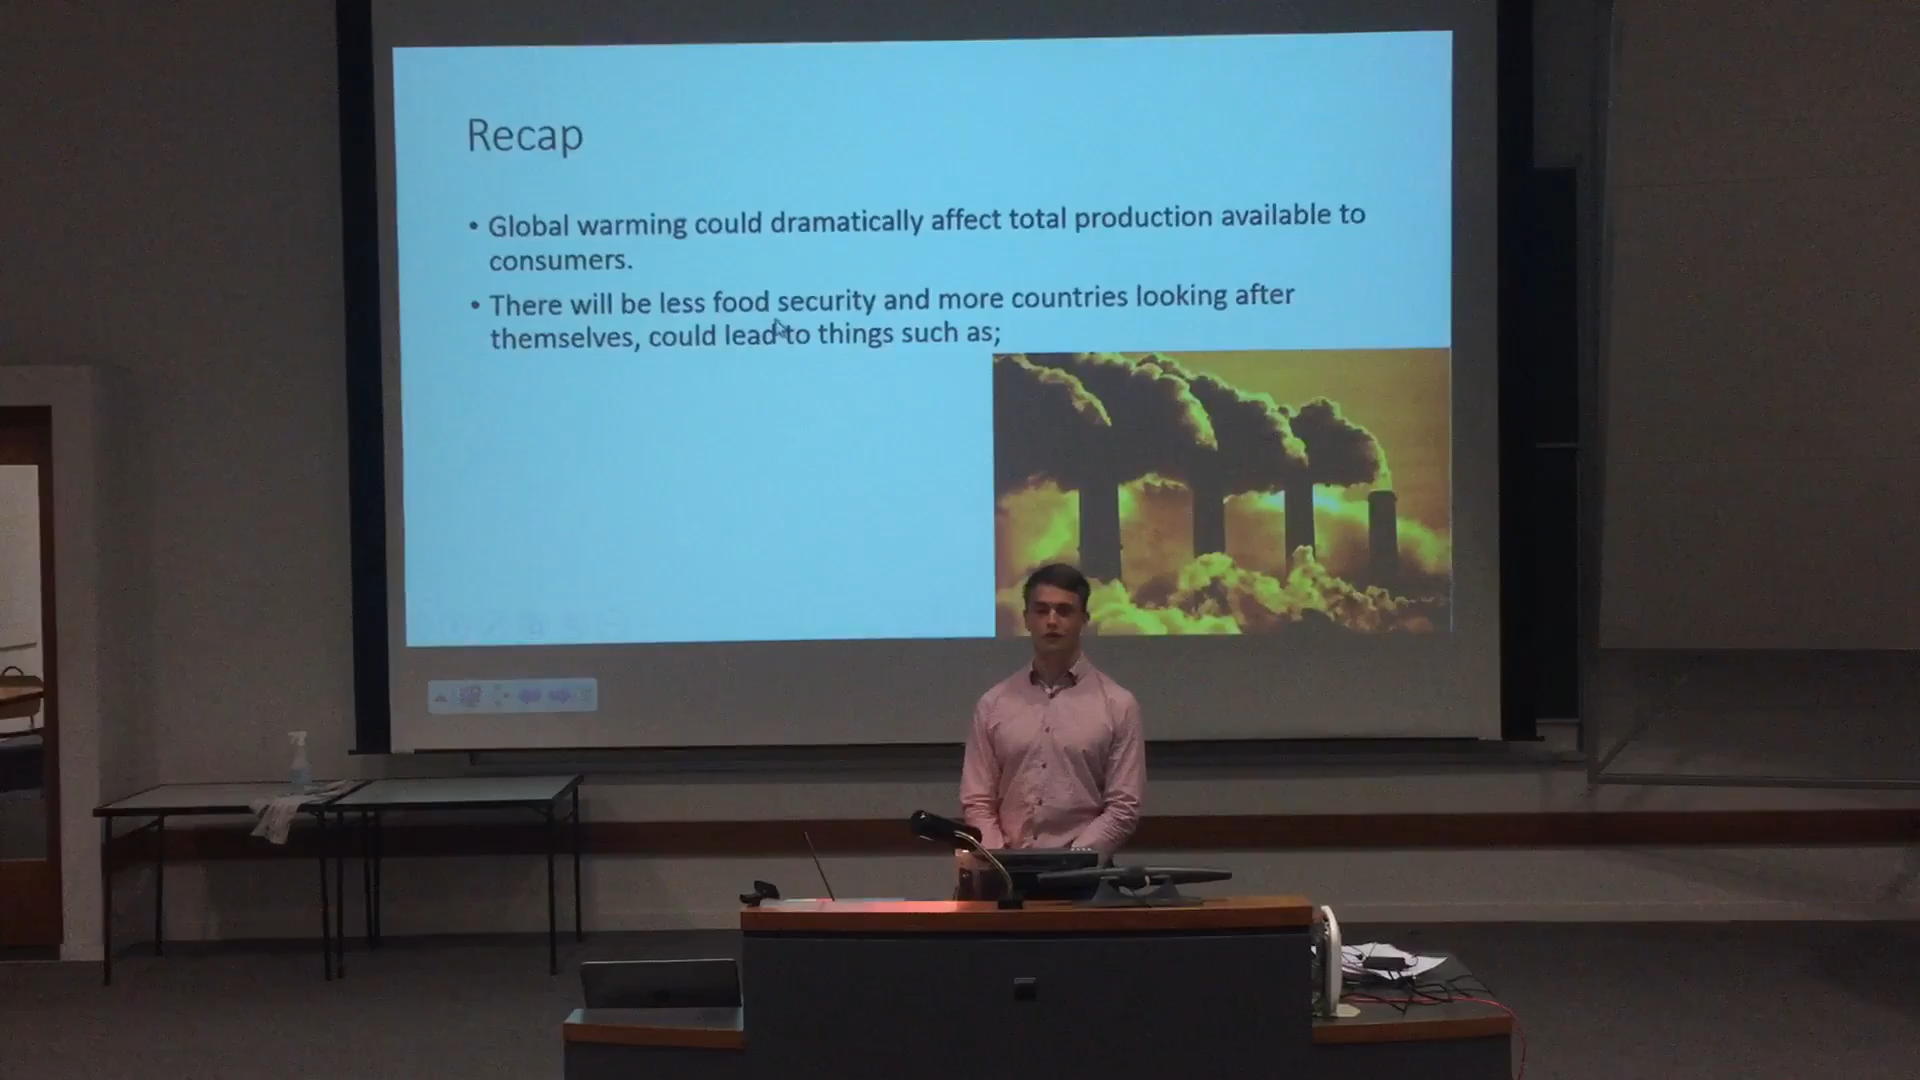 Recap
• Global warming could dramatically affect total production available to
consumers.
• There will be less food security and more countries looking after
themselves, could lead to things such as;